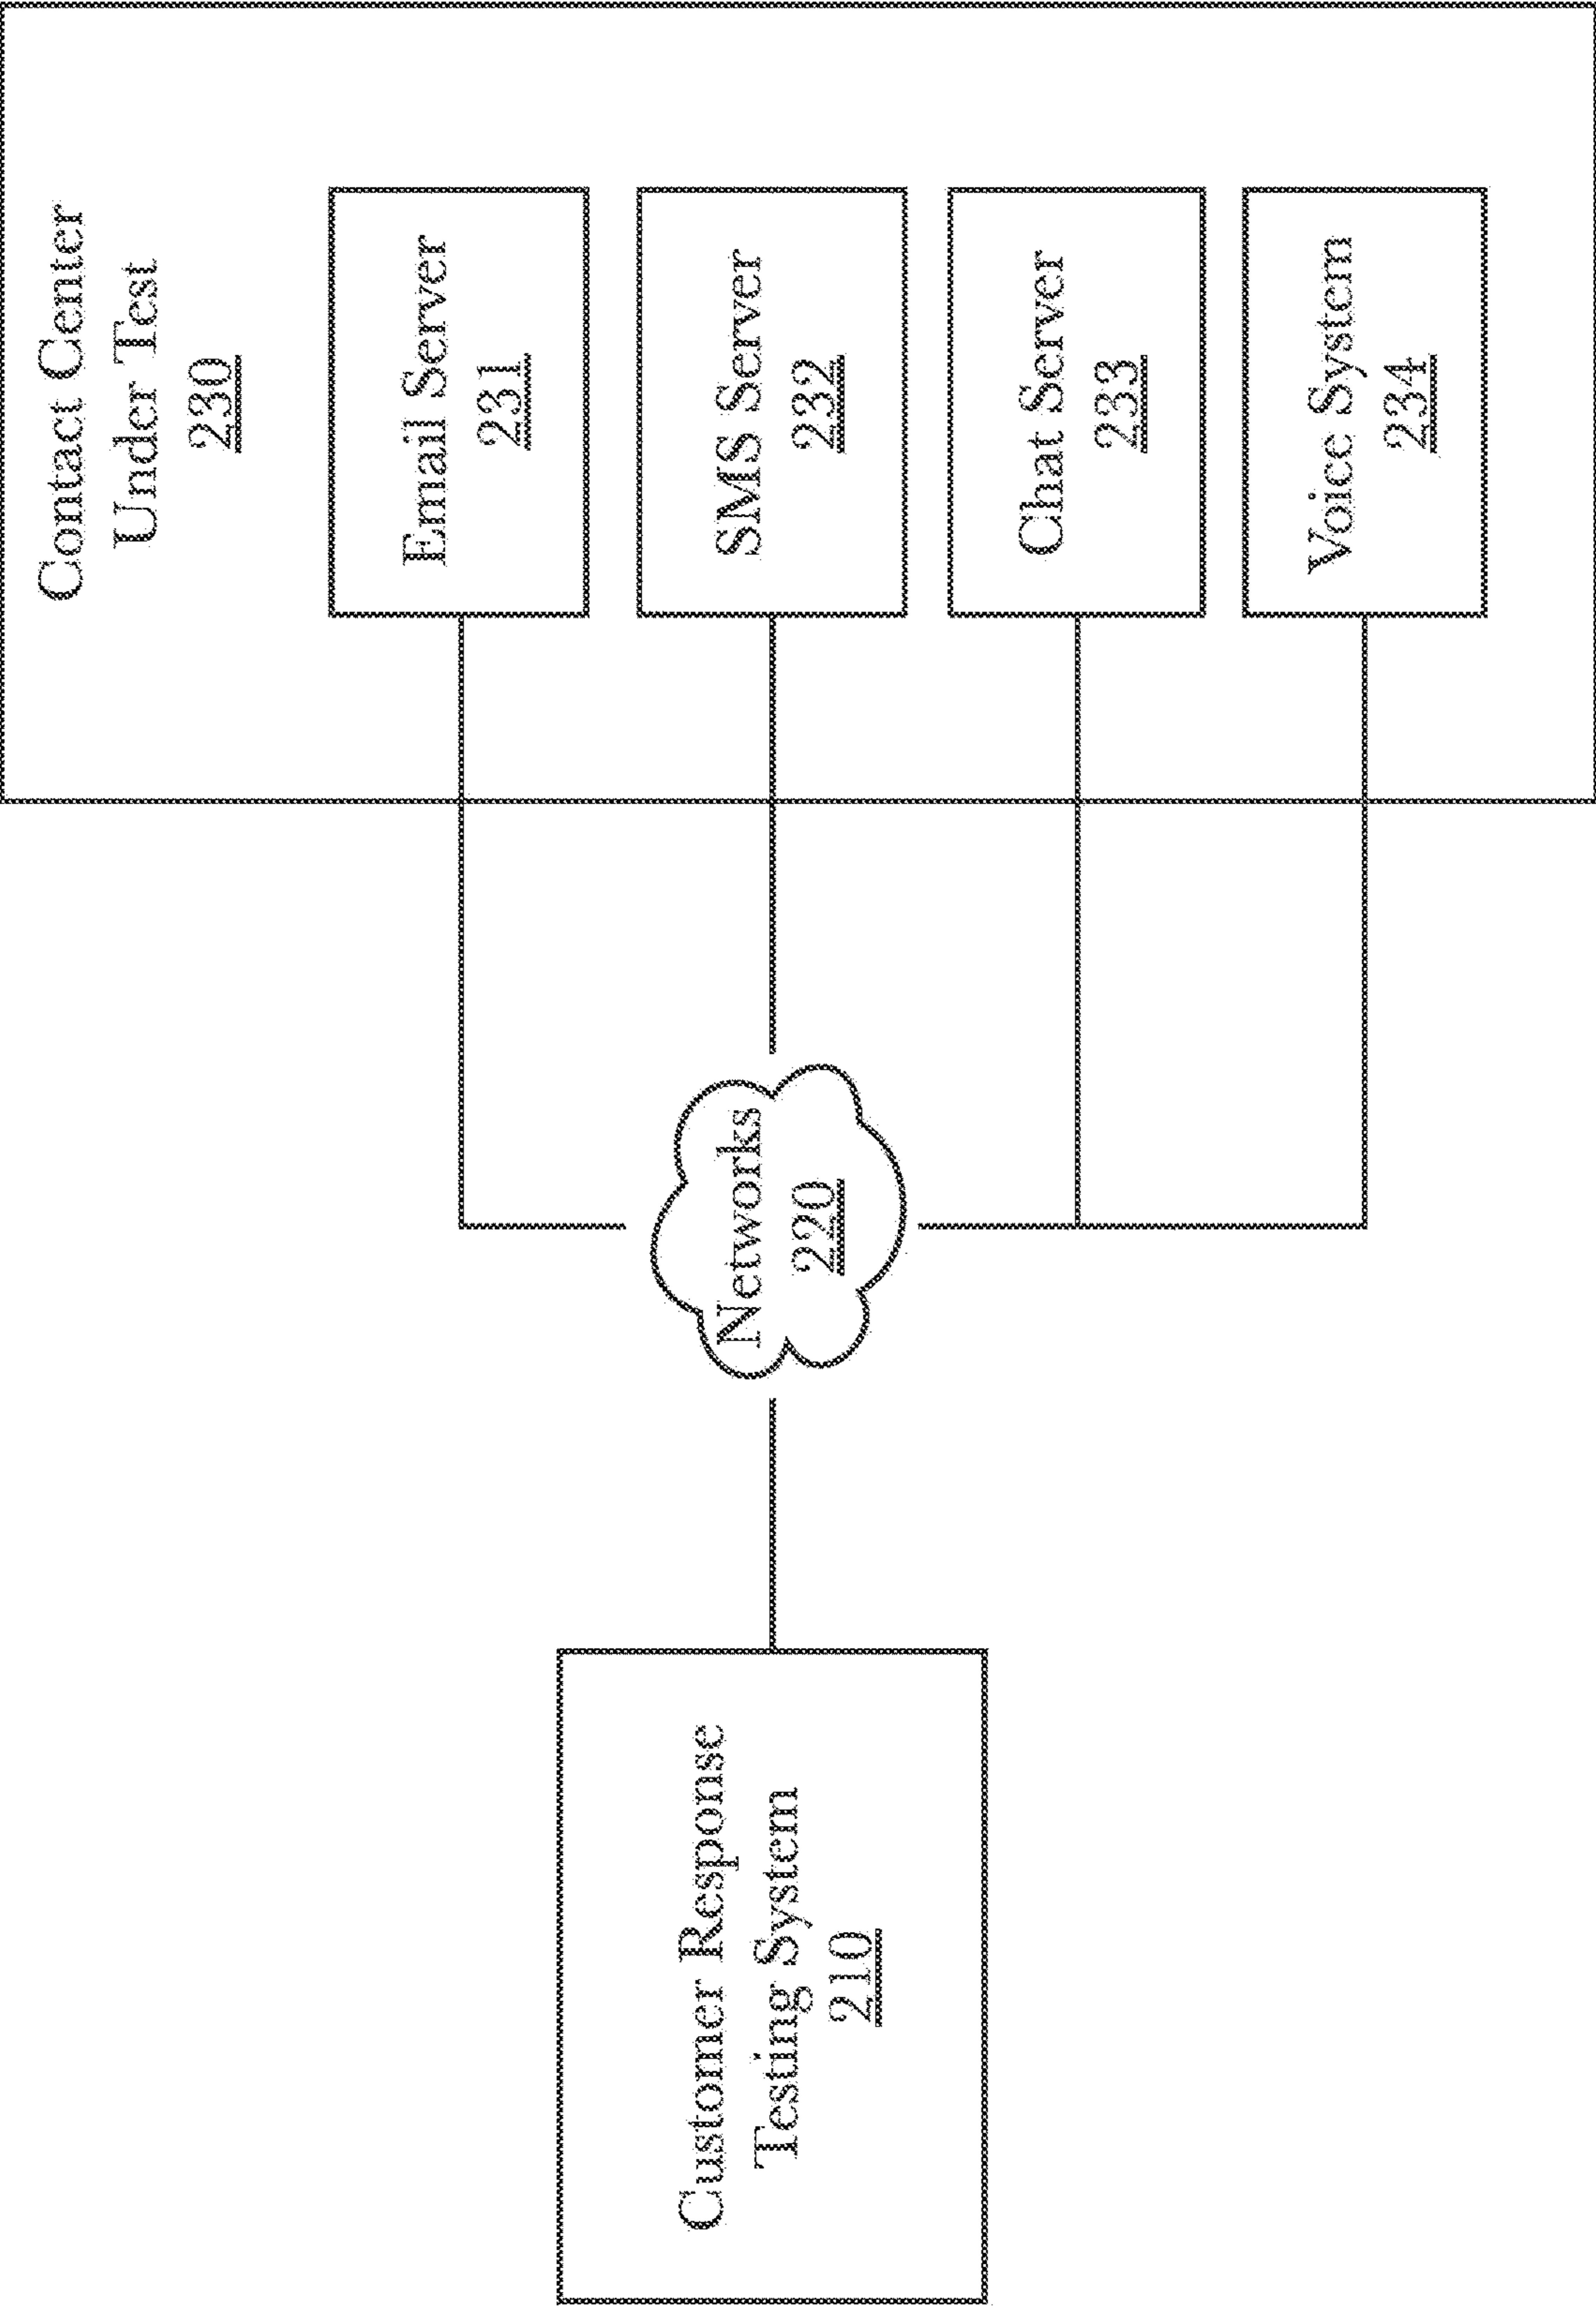 Contact Center
Under Test
230
Email Server
231
SMS Server
232
Chat Server
233
Voice System
234
Networks
220
Customer Response
Testing System
210